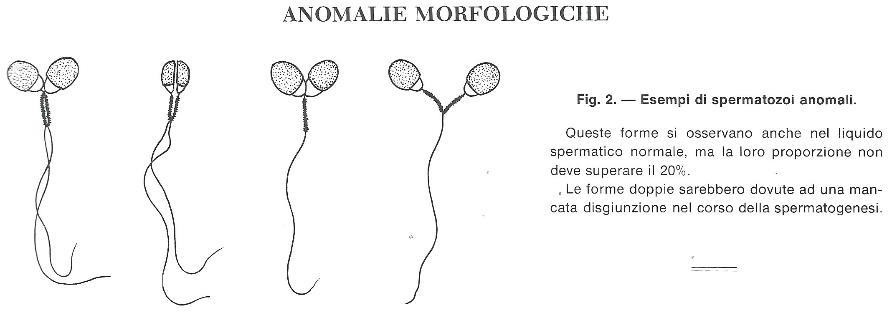 ANOMALIE MORFOLOGICHE
Fig. 2. — Esempi di spermatozoi anomali.
Queste forme si osservano anche nel liquido
spermatico normale, ma la loro proporzione non
deve superare il 20%.
Le forme doppie sarebbero dovute ad una man-
cata disgiunzione nel corso della spermatogenesi.